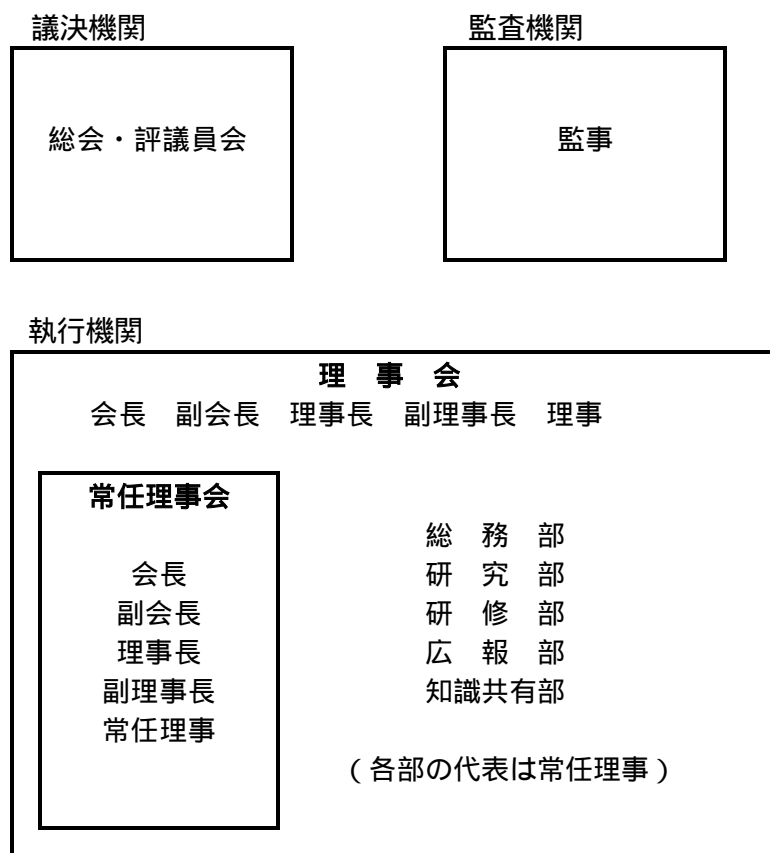 議決機関
総会・評議員会
監査機関
監事
執行機関
理 事 会
会長 副会長 理事長 副理事長 理事
常任理事会
会長
副会長
理事長
副理事長
常任理事
総 務 部
研 究 部
研 修 部
広 報 部
知識共有部
(各部の代表は常任理事)